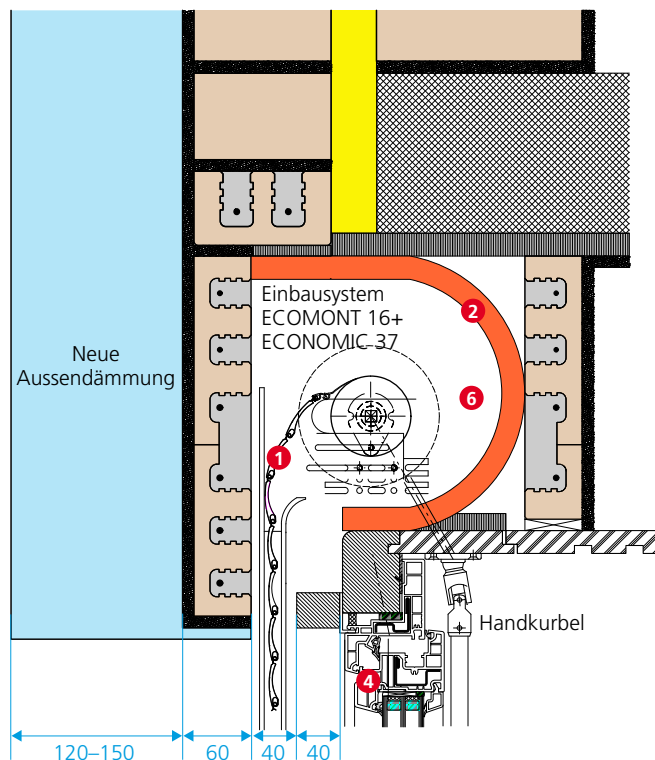 Einbausystem
ECOMONT 16+
ECONOMIC 37
2
Neue
Aussendämmung
6
1
Handkurbel
4
120–150
60
40
40